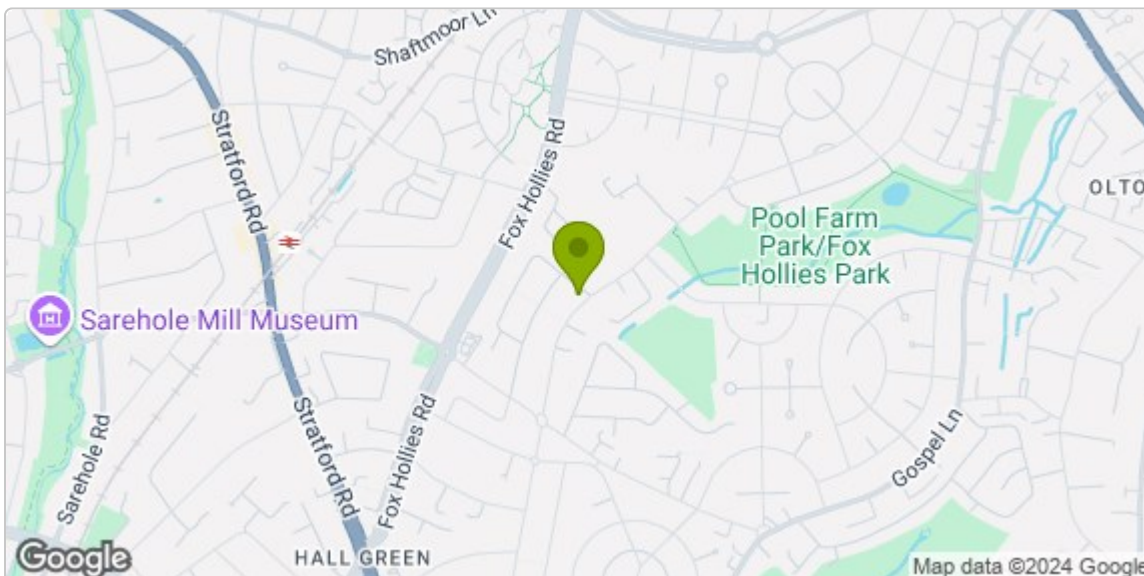 Shaftmoor Ln
Stratford Rd
Fox Hollies Rd
OLTO
Pool Farm
Park/Fox
Hollies Park
Sarehole Mill Museum
Sarehole Rd
Stratford Rd
Fox Hollies Rd
Gospel Ln
HALL GREEN
Google
Map data ©2024 Google